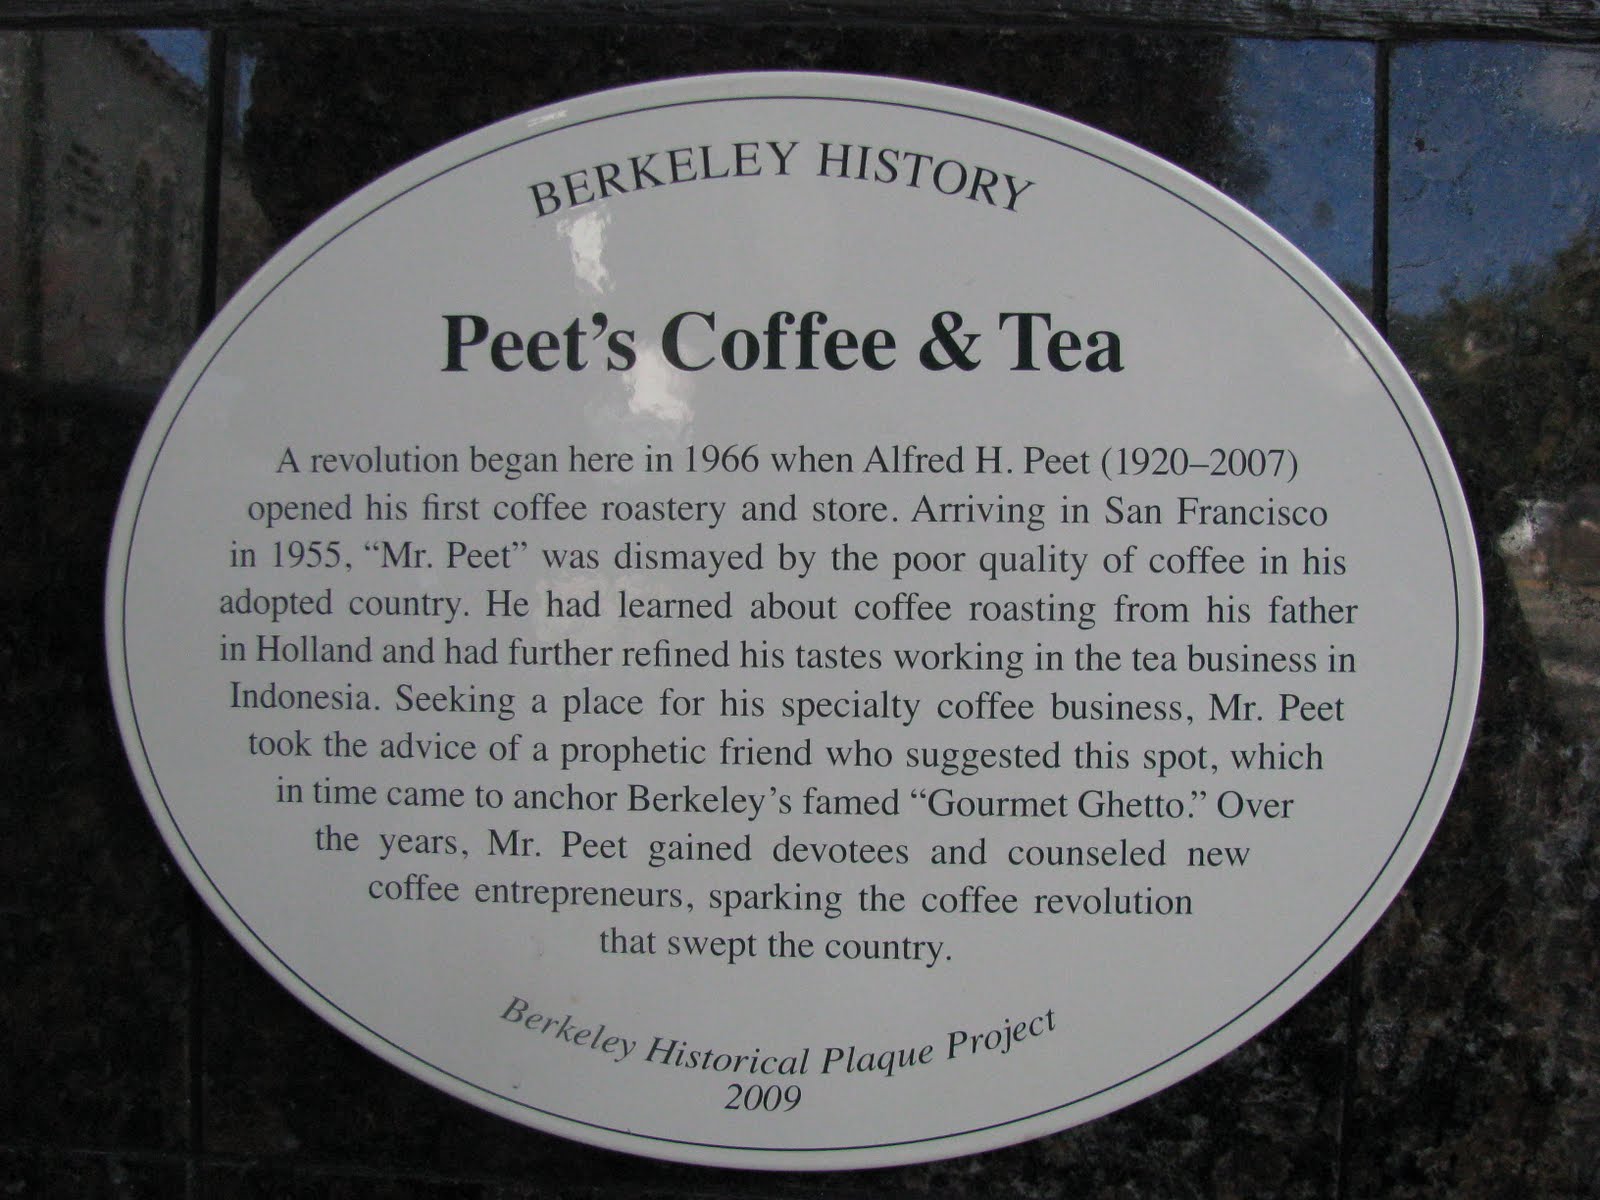 BERKELEY HISTORY
Peet’s Coffee & Tea
A revolution began here in 1966 when Alfred H. Peet (1920–2007)
opened his first coffee roastery and store. Arriving in San Francisco
in 1955, “Mr. Peet” was dismayed by the poor quality of coffee in his
adopted country. He had learned about coffee roasting from his father
in Holland and had further refined his tastes working in the tea business in
Indonesia. Seeking a place for his specialty coffee business, Mr. Peet
took the advice of a prophetic friend who suggested this spot, which
in time came to anchor Berkeley’s famed “Gourmet Ghetto.” Over
the years, Mr. Peet gained devotees and counseled new
coffee entrepreneurs, sparking the coffee revolution
that swept the country.
Berkeley Historical Plaque Project
2009